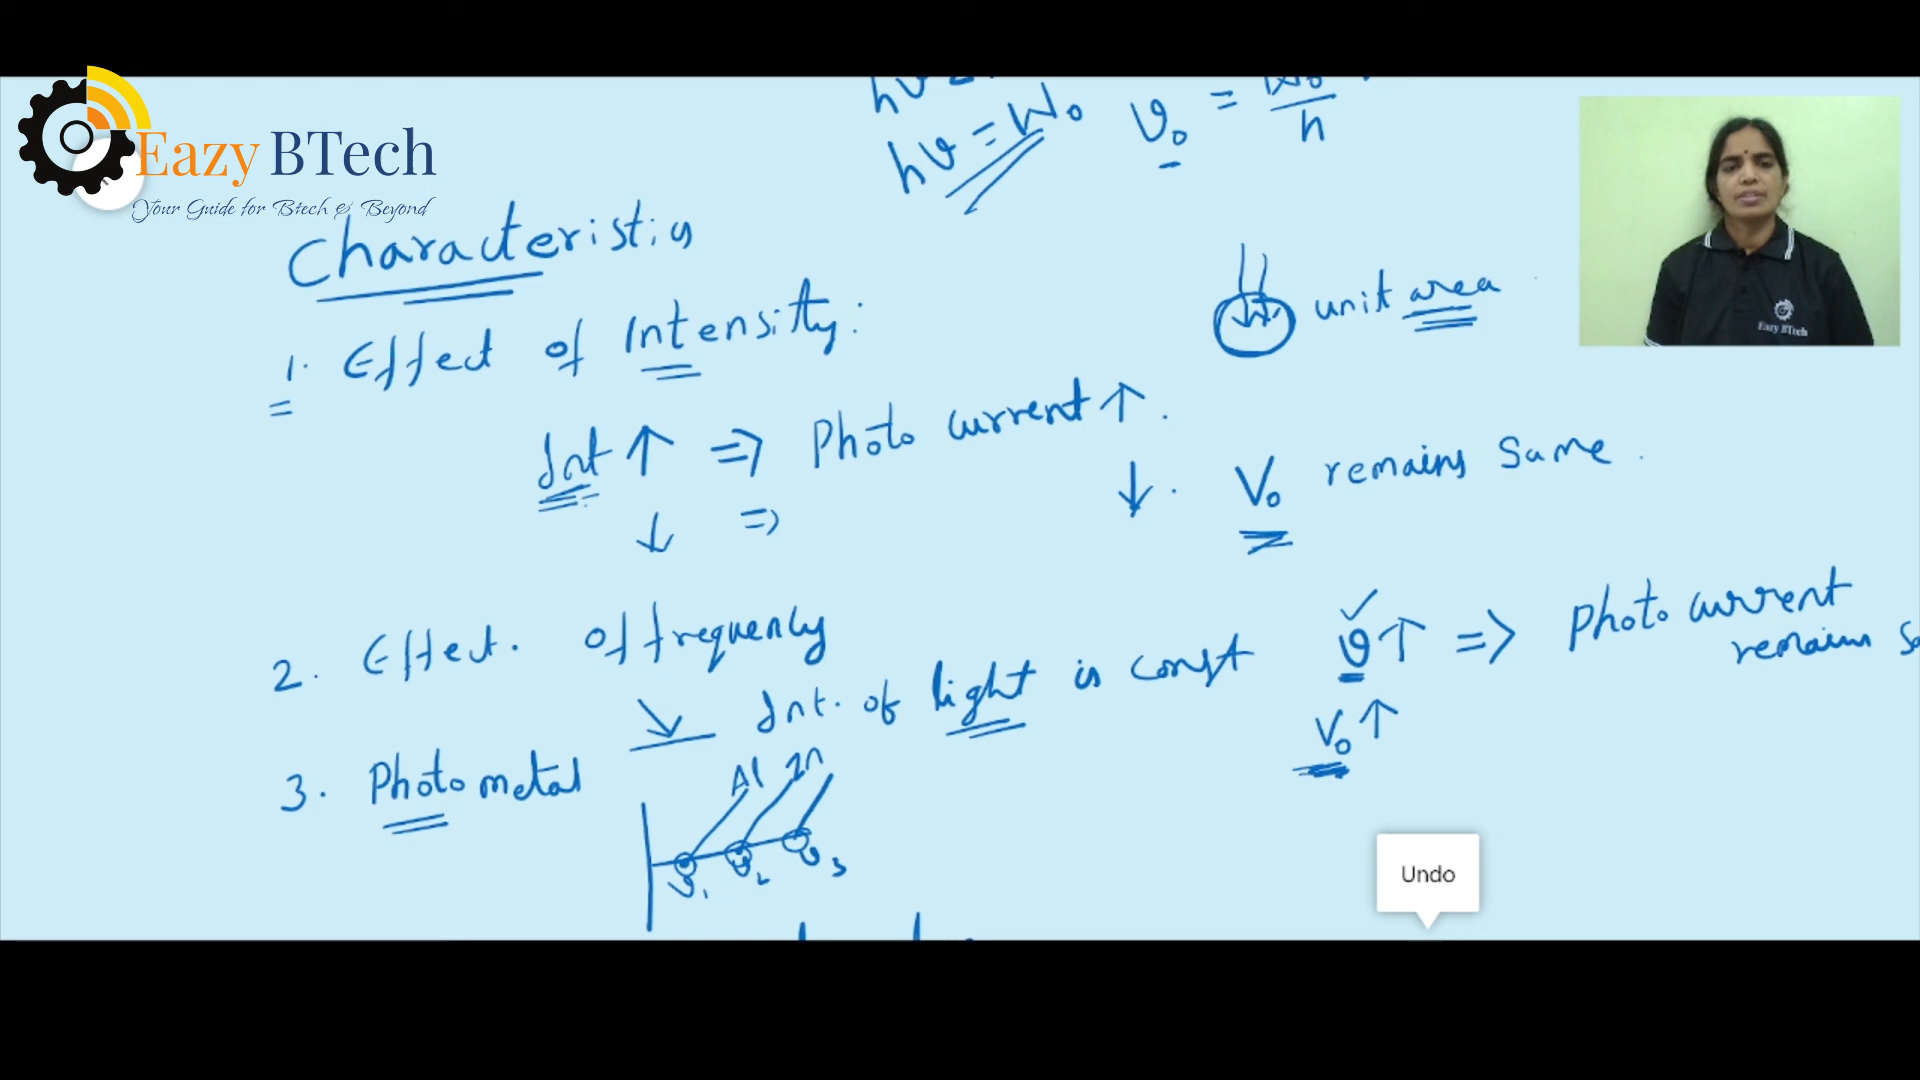 Eazy BTech
Your Guide for Btech & Beyond
hν = W₀ ν₀ = W₀/h
Characteristics
1. Effect of Intensity:
unit area
Int ↑ ⇒ Photo current ↑.
↓ ⇒ ↓. V₀ remains same.
2. Effect. of frequency
Int. of light is const ν↑ ⇒ Photo current
remains
V₀ ↑
3. Photo metal
Al Zn
ν₁ ν₂ ν₃
Eazy BTech
Undo